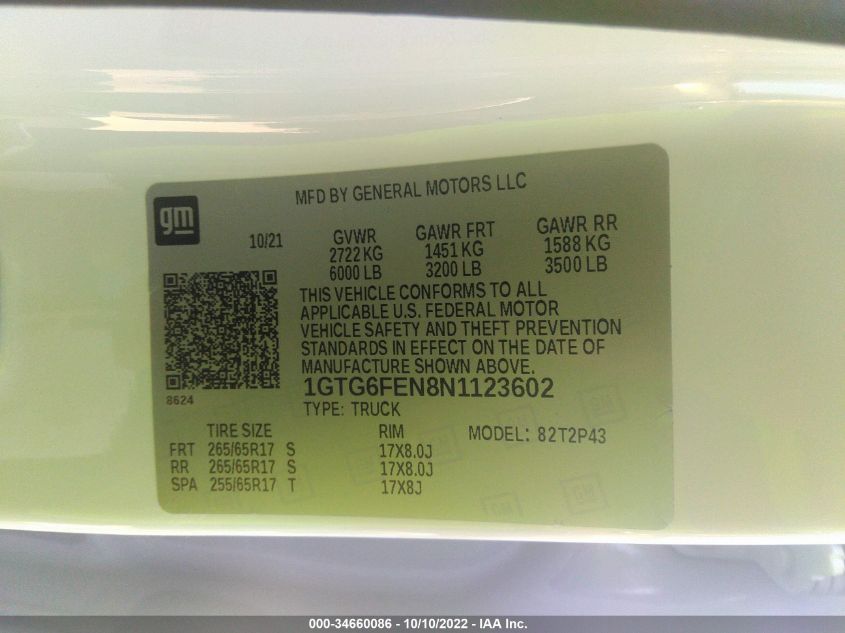 MFD BY GENERAL MOTORS LLC
gm
10/21
GVWR GAWR FRT GAWR RR
2722 KG 1451 KG 1588 KG
6000 LB 3200 LB 3500 LB
THIS VEHICLE CONFORMS TO ALL
APPLICABLE U.S. FEDERAL MOTOR
VEHICLE SAFETY AND THEFT PREVENTION
STANDARDS IN EFFECT ON THE DATE OF
MANUFACTURE SHOWN ABOVE.
8624
1GTG6FEN8N1123602
TYPE: TRUCK
TIRE SIZE RIM MODEL: 82T2P43
FRT 265/65R17 S 17X8.0J
RR 265/65R17 S 17X8.0J
SPA 255/65R17 T 17X8J
GM GM
000-34660086 - 10/10/2022 - IAA Inc.